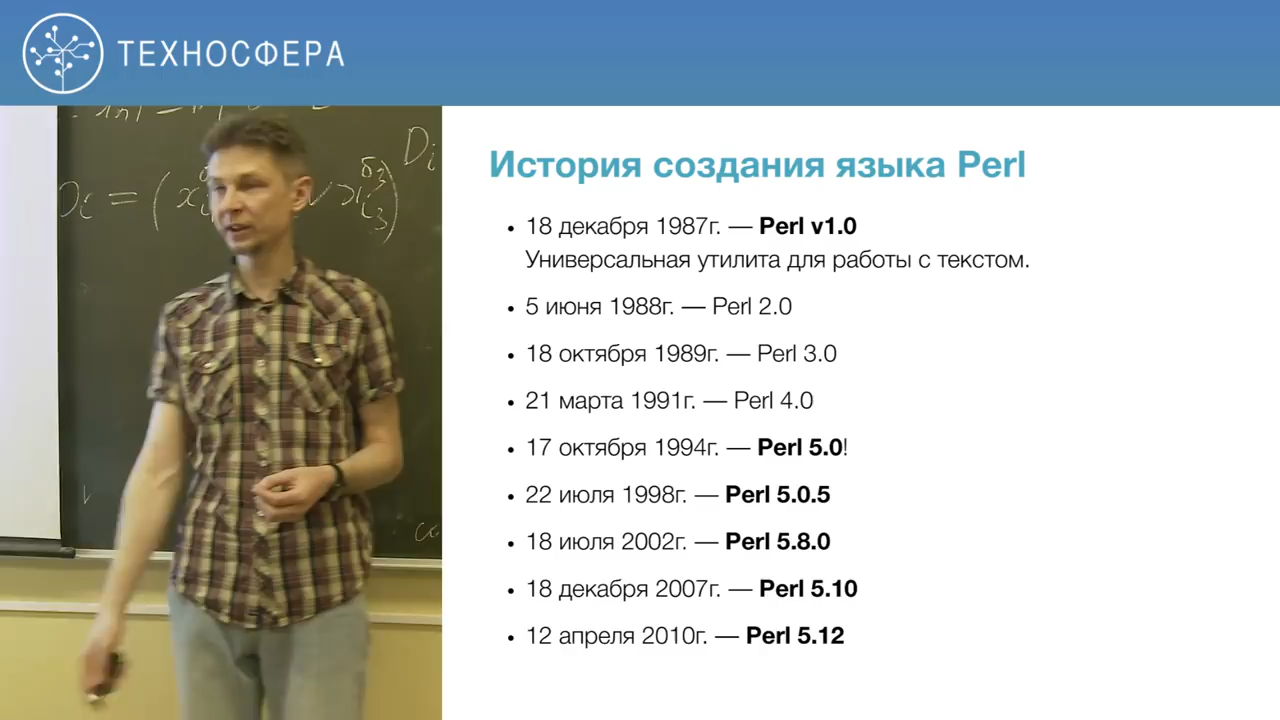 ТЕХНОСФЕРА
История создания языка Perl
• 18 декабря 1987г. — Perl v1.0
Универсальная утилита для работы с текстом.
• 5 июня 1988г. — Perl 2.0
• 18 октября 1989г. — Perl 3.0
• 21 марта 1991г. — Perl 4.0
• 17 октября 1994г. — Perl 5.0!
• 22 июля 1998г. — Perl 5.0.5
• 18 июля 2002г. — Perl 5.8.0
• 18 декабря 2007г. — Perl 5.10
• 12 апреля 2010г. — Perl 5.12